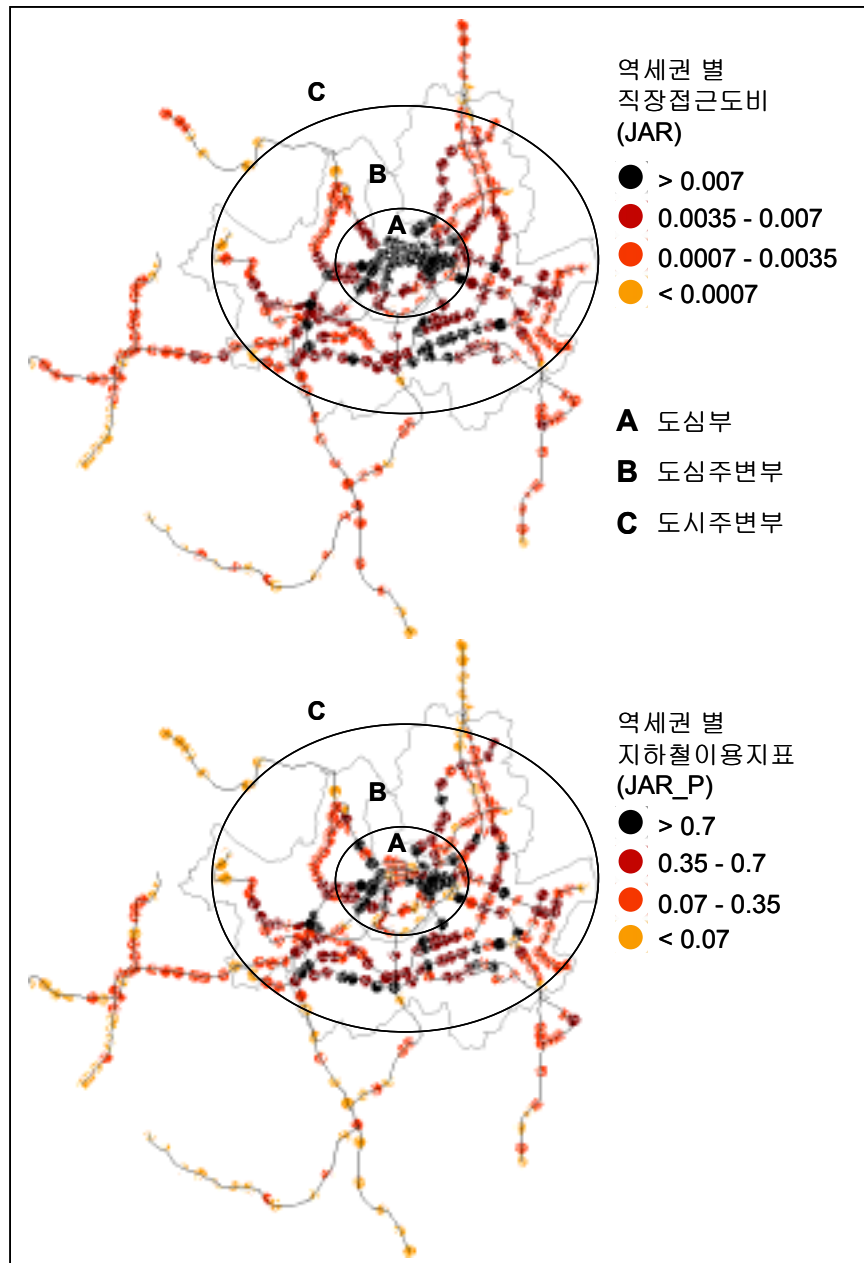 C
B
A
역세권 별
직장접근도비
(JAR)
> 0.007
0.0035 - 0.007
0.0007 - 0.0035
< 0.0007
A 도심부
B 도심주변부
C 도시주변부
C
B
A
역세권 별
지하철이용지표
(JAR_P)
> 0.7
0.35 - 0.7
0.07 - 0.35
< 0.07